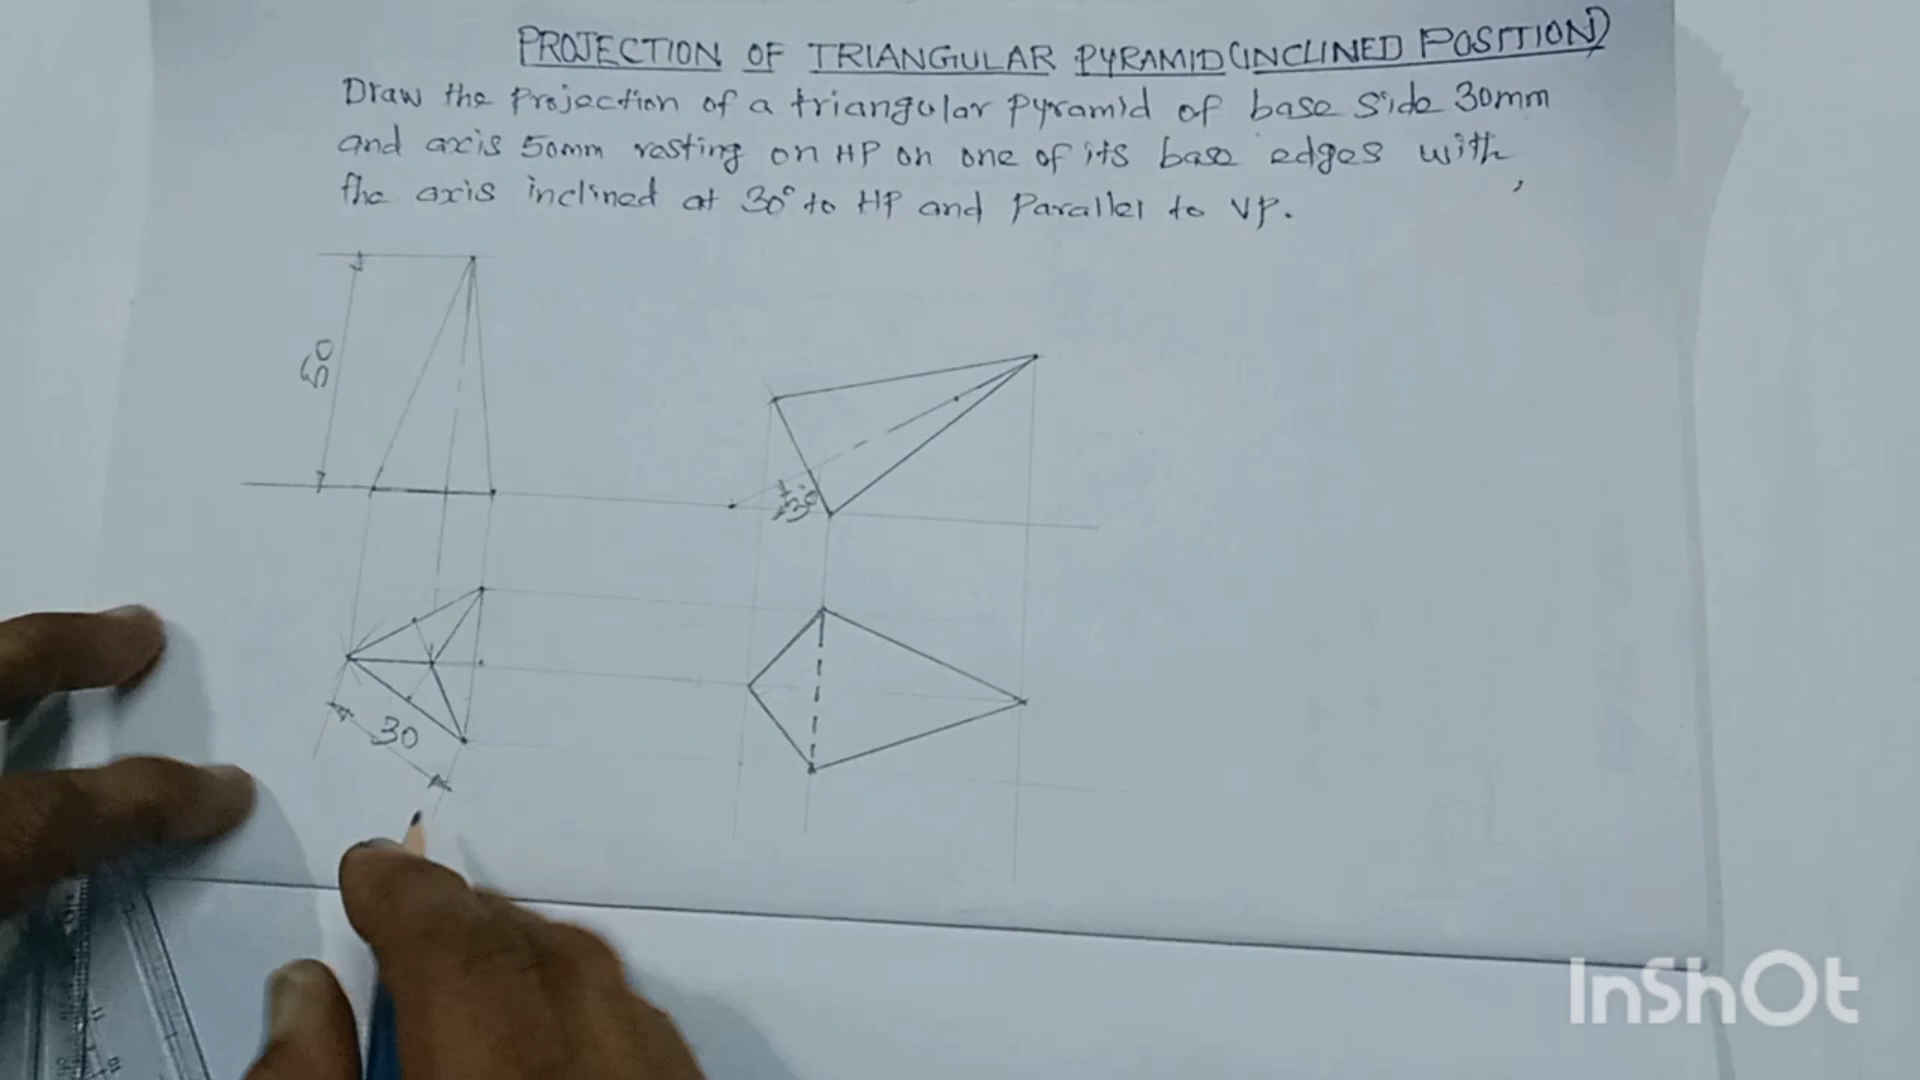 PROJECTION OF TRIANGULAR PYRAMID (INCLINED POSITION)
Draw the projection of a triangular pyramid of base side 30mm
and axis 50mm resting on HP on one of its base edges with,
the axis inclined at 30° to HP and Parallel to VP.
50
30°
30
InShOt